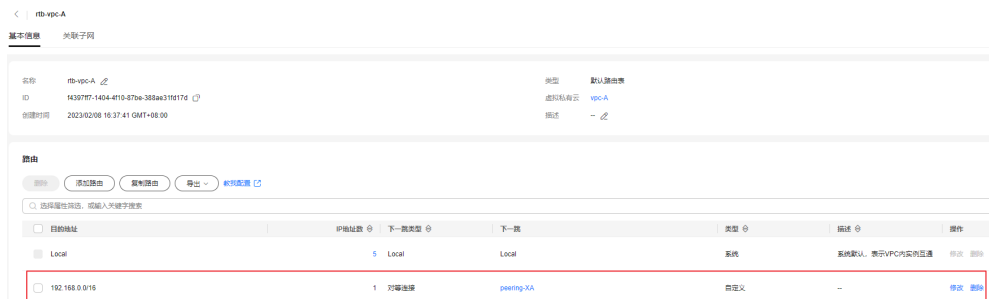 rtb-vpc-A
基本信息 关联子网
名称 rtb-vpc-A 类型 默认路由表
ID f4397ff7-1404-4f10-87be-388ae31fd17d 虚拟私有云 vpc-A
创建时间 2023/02/08 16:37:41 GMT+08:00 描述 --
路由
删除 添加路由 复制路由 导出 教我配置
选择属性筛选，或输入关键字搜索
目的地址 IP地址数 下一跳类型 下一跳 类型 描述 操作
Local 5 Local Local 系统 系统默认，表示VPC内实例互通 修改 删除
192.168.0.0/16 1 对等连接 peering-XA 自定义 -- 修改 删除